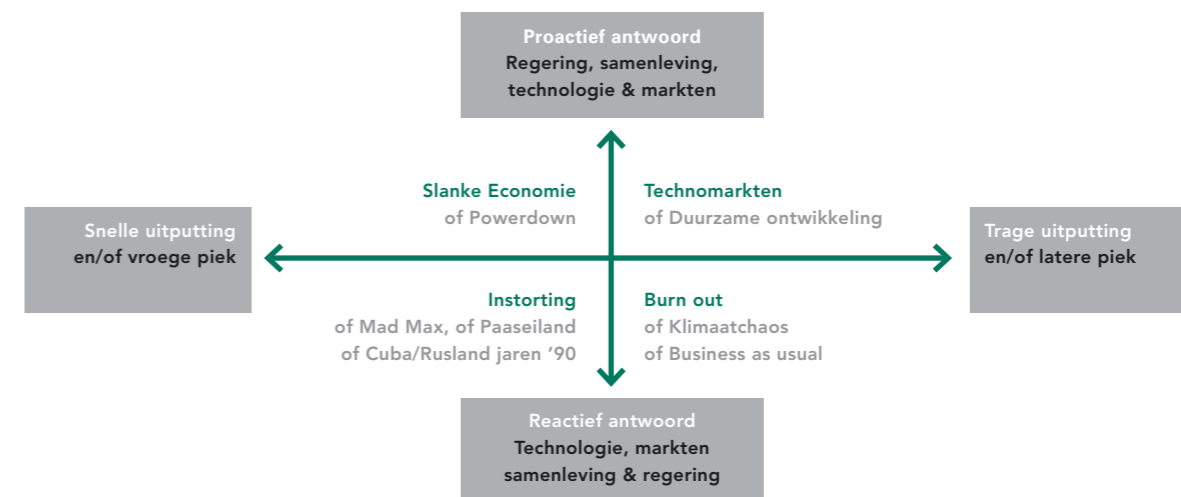 Proactief antwoord
Regering, samenleving,
technologie & markten
Slanke Economie
of Powerdown
Technomarkten
of Duurzame ontwikkeling
Snelle uitputting
en/of vroege piek
Trage uitputting
en/of latere piek
Instorting
of Mad Max, of Paaseiland
of Cuba/Rusland jaren ’90
Burn out
of Klimaatchaos
of Business as usual
Reactief antwoord
Technologie, markten
samenleving & regering